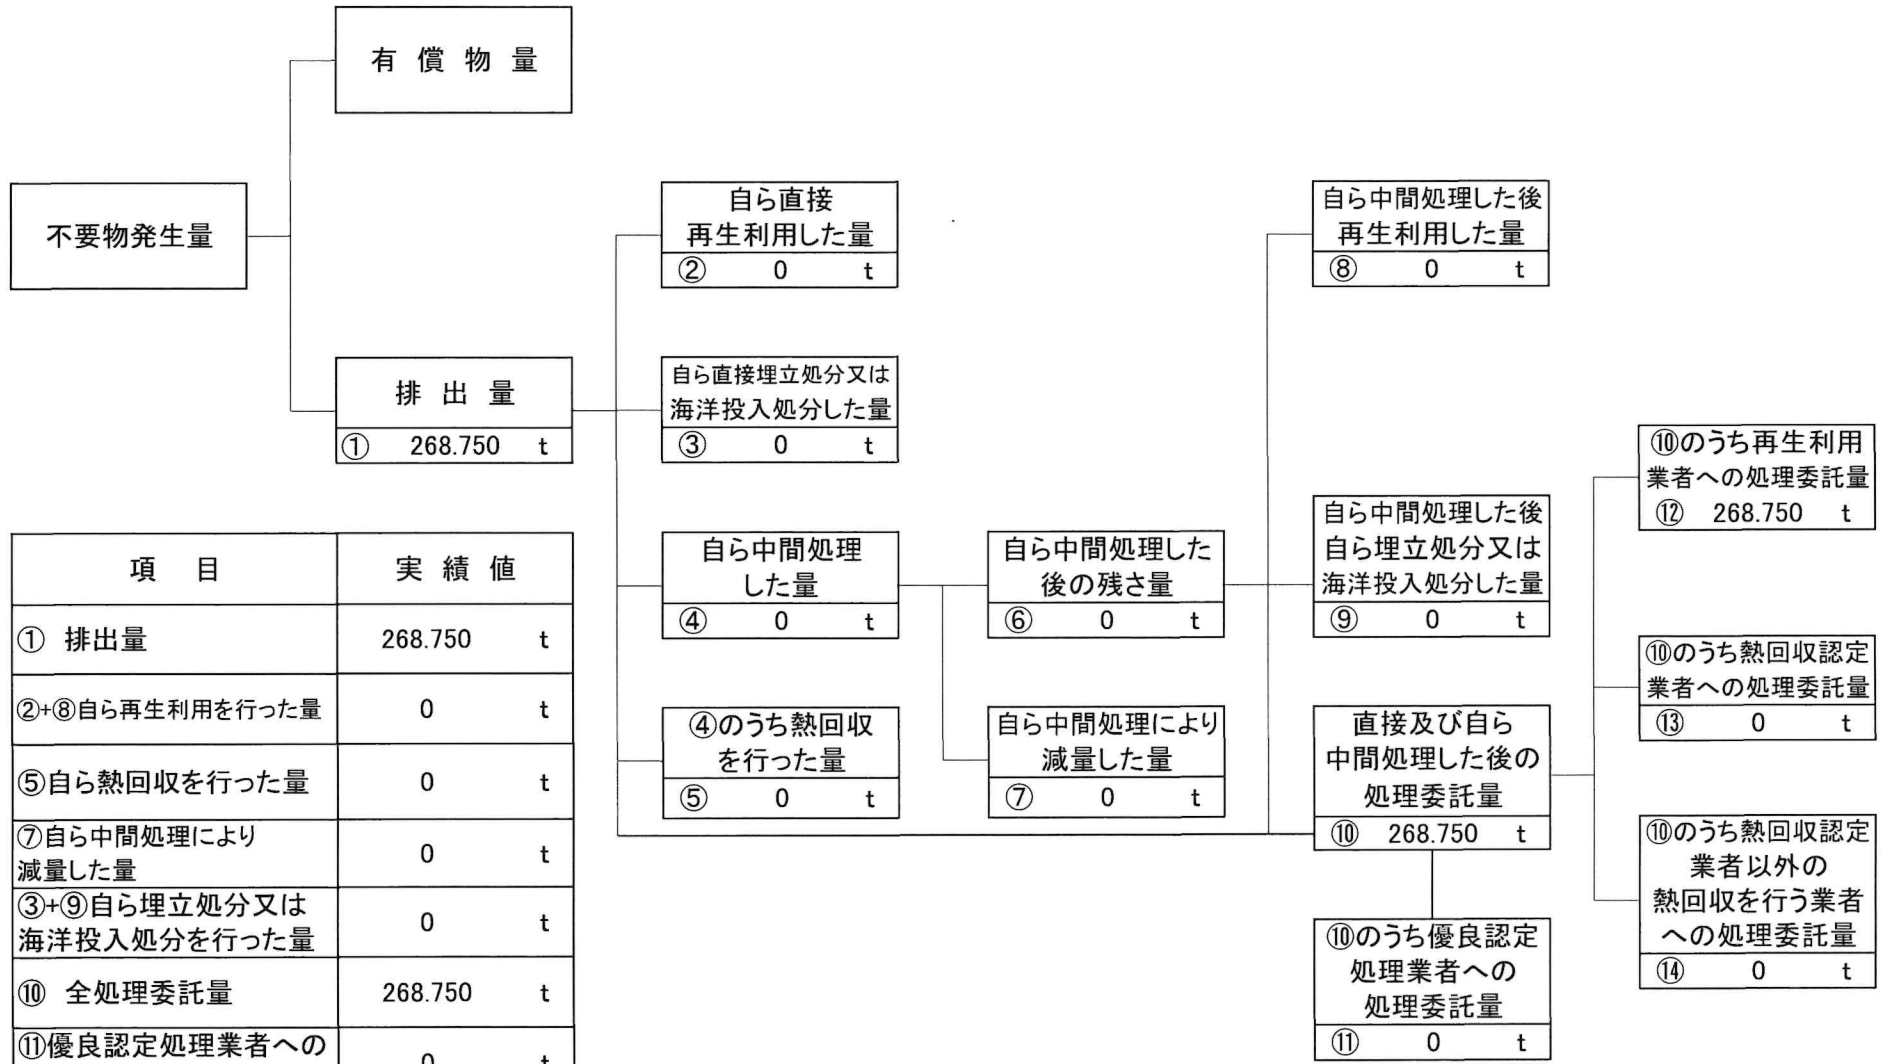 有償物量
不要物発生量
排出量
① 268.750 t
自ら直接
再生利用した量
② 0 t
自ら直接埋立処分又は
海洋投入処分した量
③ 0 t
自ら中間処理
した量
④ 0 t
④のうち熱回収
を行った量
⑤ 0 t
自ら中間処理した
後の残さ量
⑥ 0 t
自ら中間処理により
減量した量
⑦ 0 t
自ら中間処理した後
再生利用した量
⑧ 0 t
自ら中間処理した後
自ら埋立処分又は
海洋投入処分した量
⑨ 0 t
直接及び自ら
中間処理した後の
処理委託量
⑩ 268.750 t
⑩のうち優良認定
処理業者への
処理委託量
⑪ 0 t
⑩のうち再生利用
業者への処理委託量
⑫ 268.750 t
⑩のうち熱回収認定
業者への処理委託量
⑬ 0 t
⑩のうち熱回収認定
業者以外の
熱回収を行う業者
への処理委託量
⑭ 0 t
項目 実績値
① 排出量 268.750 t
②+⑧自ら再生利用を行った量 0 t
⑤自ら熱回収を行った量 0 t
⑦自ら中間処理により
減量した量 0 t
③+⑨自ら埋立処分又は
海洋投入処分を行った量 0 t
⑩ 全処理委託量 268.750 t
⑪優良認定処理業者への
0 t